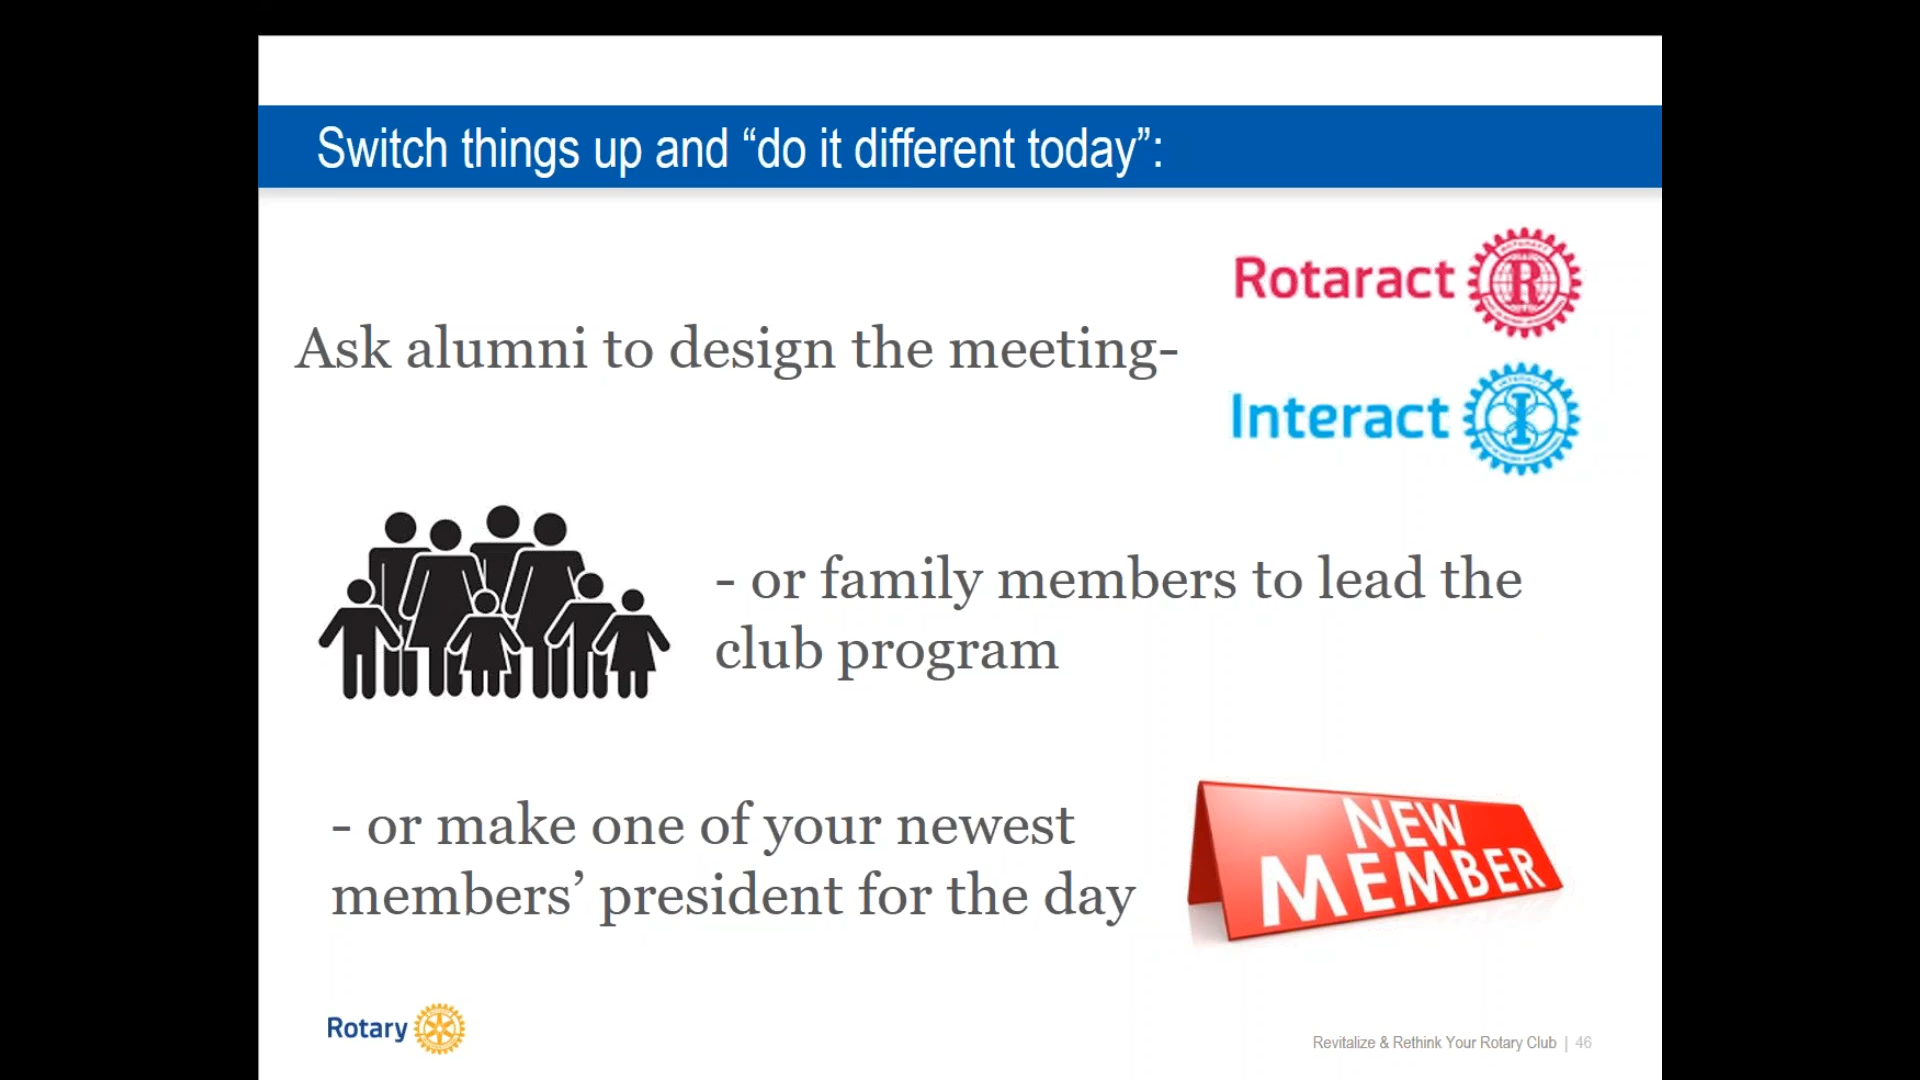 Switch things up and “do it different today”:
Rotaract
R
Ask alumni to design the meeting-
Interact
I
- or family members to lead the
club program
- or make one of your newest
members’ president for the day
NEW
MEMBER
Rotary
Revitalize & Rethink Your Rotary Club | 46